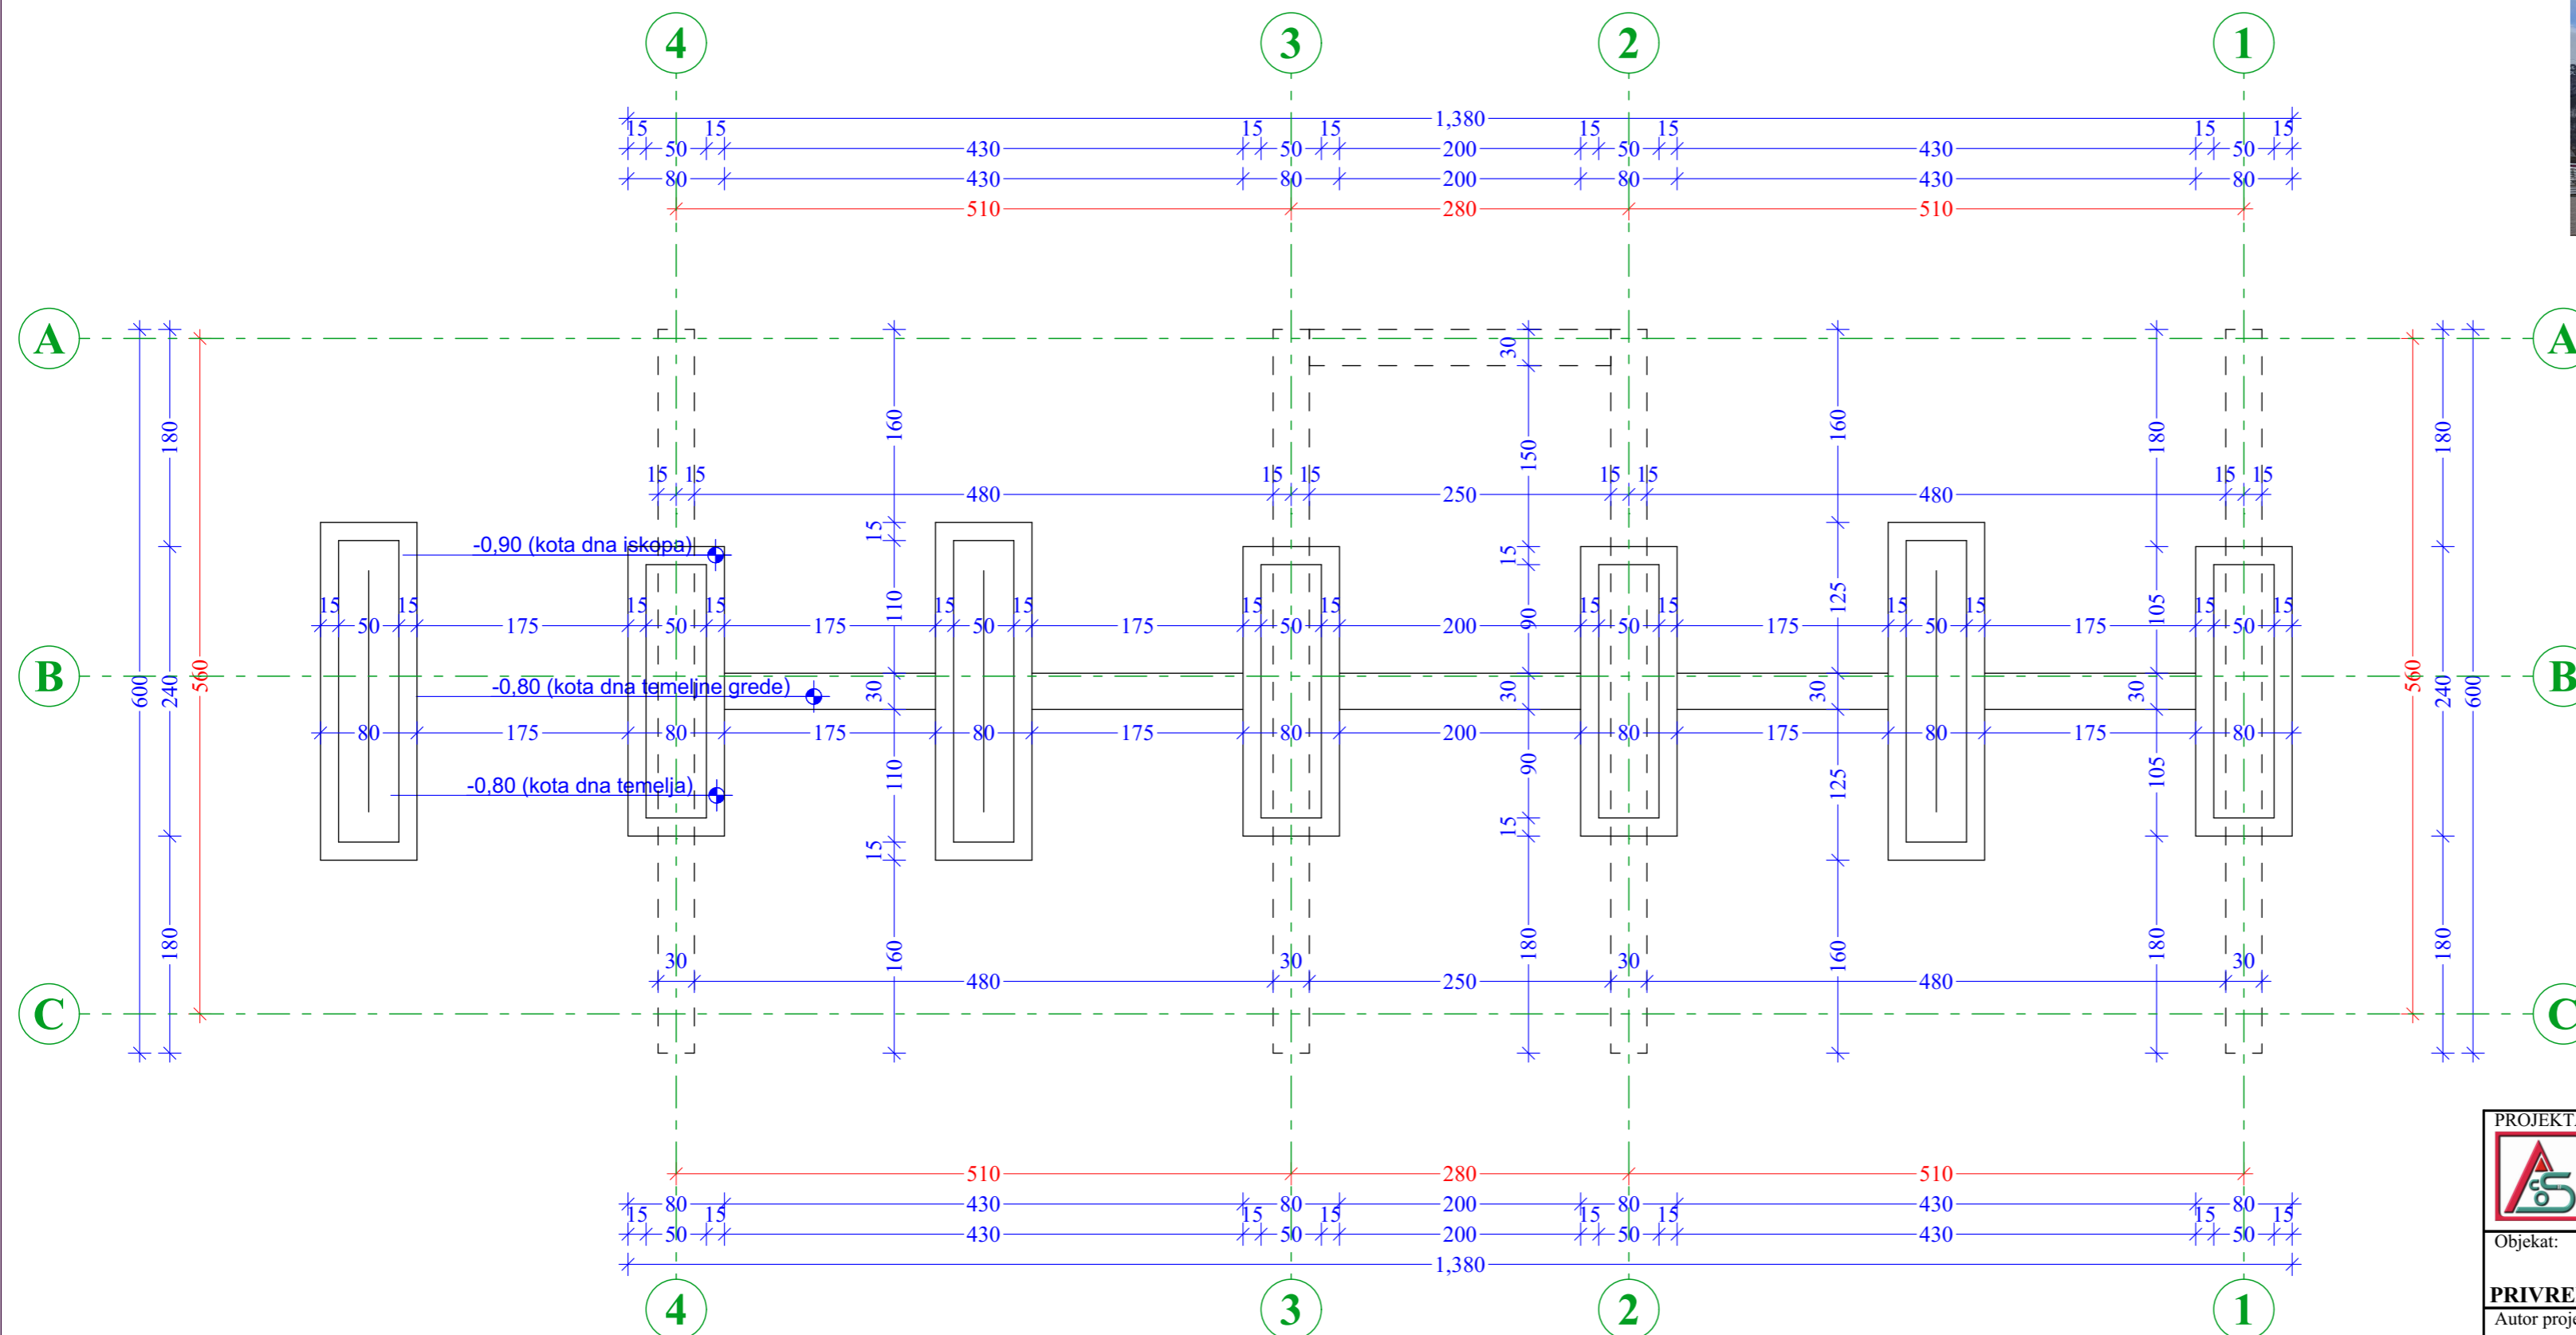 4 3 2 1
1,380
15 15 15 15 15 15 15 15
50 430 50 200 50 430 50
80 430 80 200 80 430 80
510 280 510
A A
30
180 160 150 160 180 180
15 15 15 15 15 15 15 15
480 250 480
-0,90 (kota dna iskopa)
15 15
110 90 125 105
15 15 15 15 15 15 15 15 15 15 15 15 15 15
50 175 50 175 50 175 50 200 50 175 50 175 50
B B
600 240 560 560 240 600
-0,80 (kota dna temeljne grede)
30 30 30 30
80 175 80 175 80 175 80 200 80 175 80 175 80
110 90 125 105
-0,80 (kota dna temelja)
15 15
180 160 180 160 180 180
30 30 30 30
480 250 480
C C
510 280 510
80 430 80 200 80 430 80
15 15 15 15 15 15 15 15
50 430 50 200 50 430 50
1,380
4 3 2 1
PROJEKT
A CO S
Objekat:
PRIVRE
Autor proje